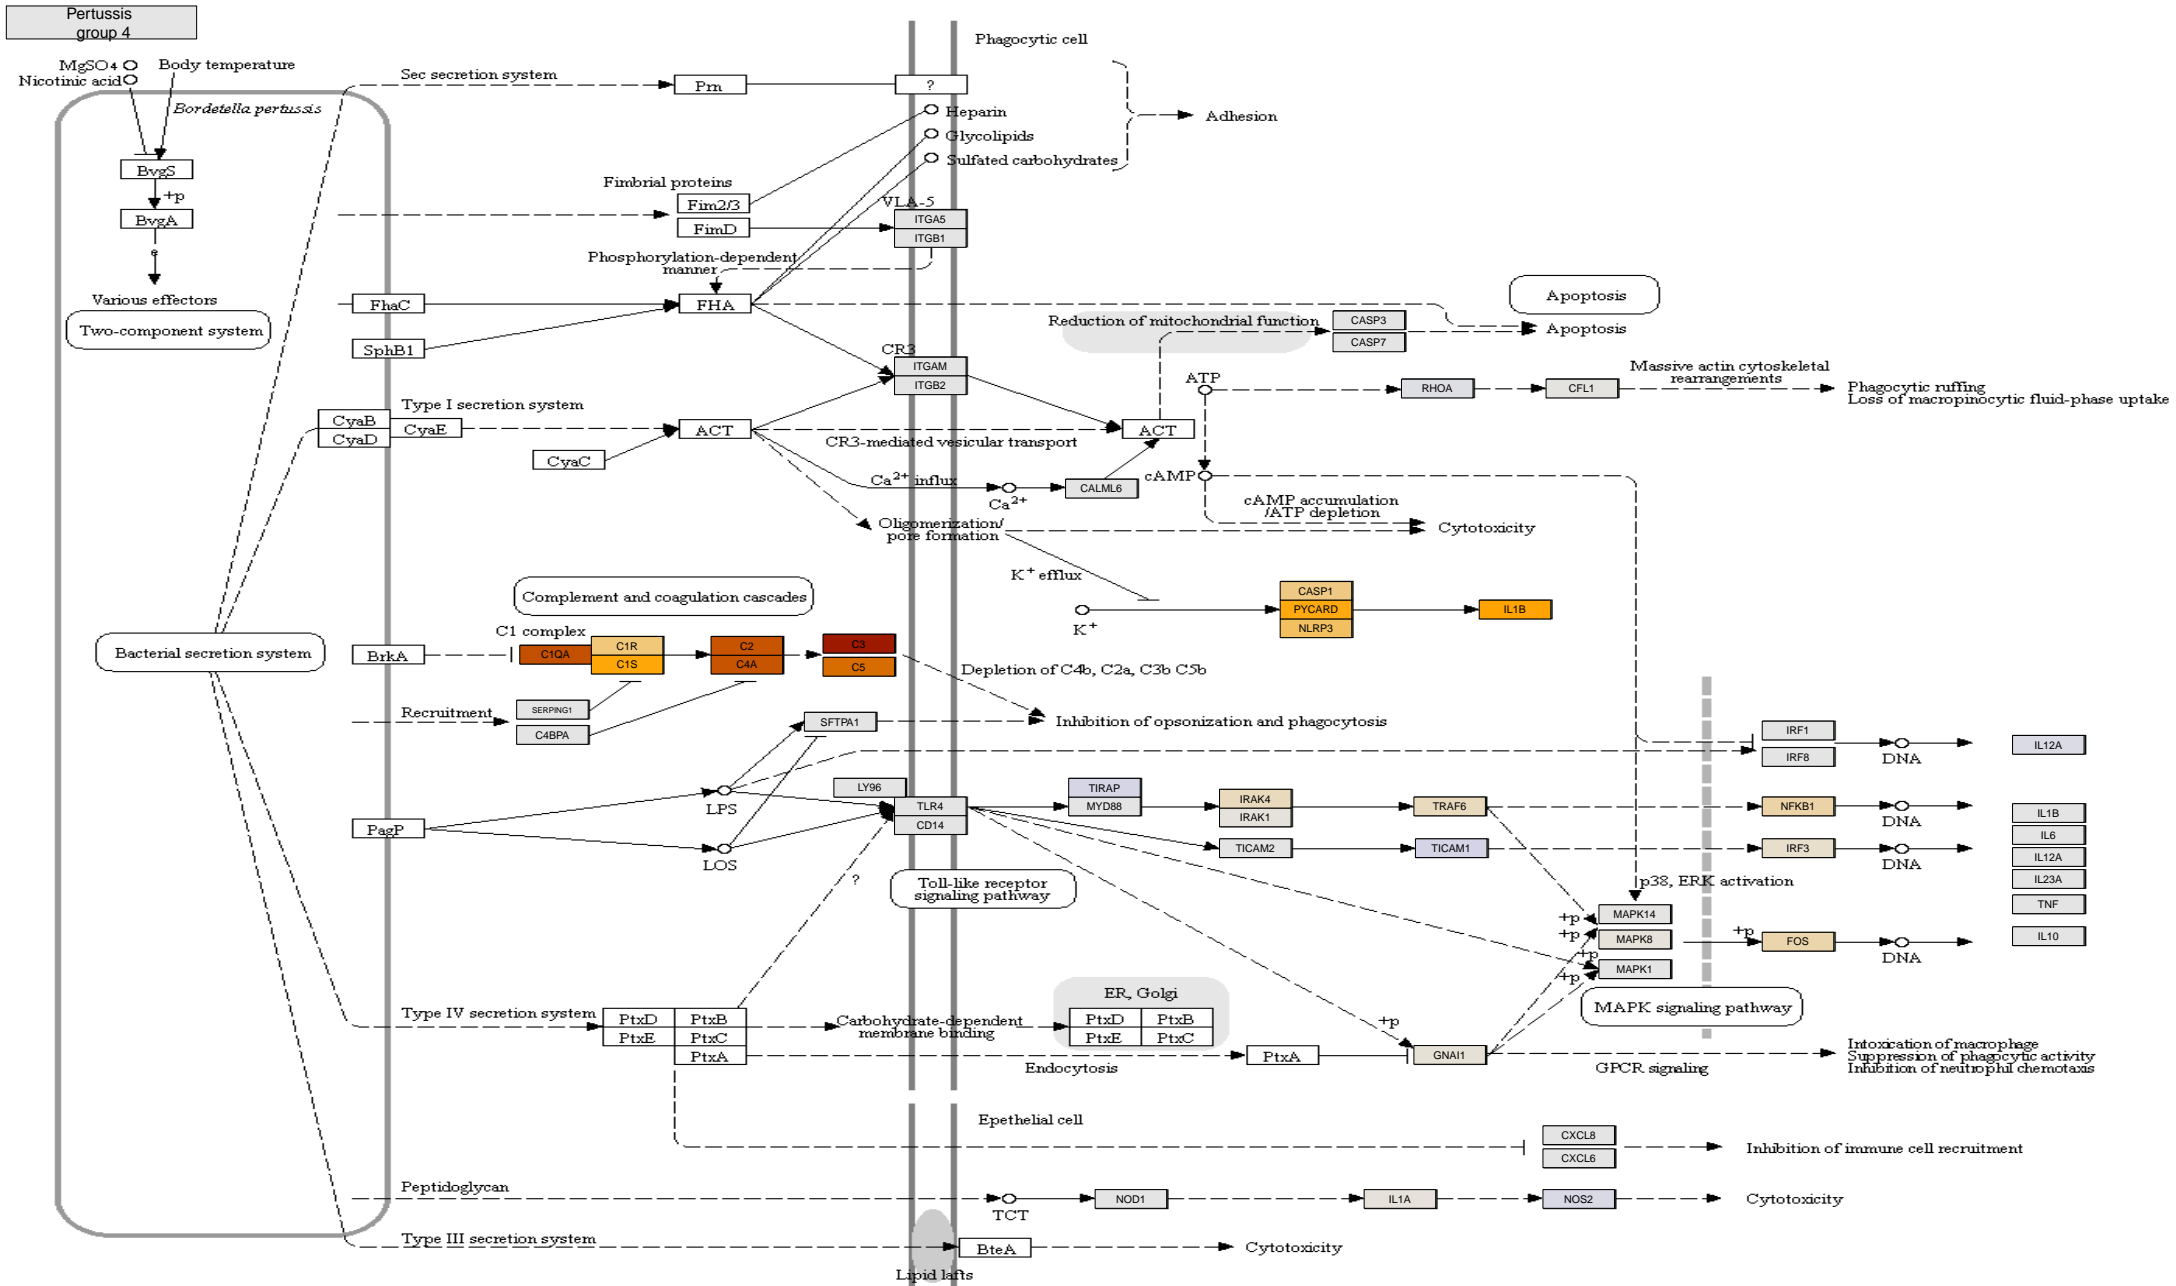 Pertussis
group 4
MgSO4
Nicotinic acid
Body temperature
Bordetella pertussis
BvgS
+p
BvgA
e
Various effectors
Two-component system
Sec secretion system
Prn
?
Phagocytic cell
Heparin
Glycolipids
Sulfated carbohydrates
Adhesion
Fimbrial proteins
Fim2/3
FimD
VLA-5
ITGA5
ITGB1
Phosphorylation-dependent
manner
FhaC
FHA
SphB1
Apoptosis
Reduction of mitochondrial function
CASP3
CASP7
Apoptosis
CR3
ITGAM
ITGB2
ATP
RHOA
CFL1
Massive actin cytoskeletal
rearrangements
Phagocytic ruffing
Loss of macropinocytic fluid-phase uptake
Type I secretion system
CyaB
CyaD
CyaE
CyaC
ACT
CR3-mediated vesicular transport
ACT
Ca2+ influx
Ca2+
CALML6
cAMP
cAMP accumulation
/ATP depletion
Cytotoxicity
Oligomerization/
pore formation
K+ efflux
K+
CASP1
PYCARD
NLRP3
IL1B
Complement and coagulation cascades
C1 complex
Bacterial secretion system
BrkA
C1QA
C1R
C1S
C2
C4A
C3
C5
Depletion of C4b, C2a, C3b C5b
Recruitment
SERPING1
C4BPA
SFTPA1
Inhibition of opsonization and phagocytosis
IRF1
IRF8
DNA
IL12A
LPS
LOS
PagP
LY96
TLR4
CD14
TIRAP
MYD88
IRAK4
IRAK1
TRAF6
NFKB1
DNA
TICAM2
TICAM1
IRF3
DNA
IL1B
IL6
IL12A
IL23A
TNF
IL10
?
Toll-like receptor
signaling pathway
p38, ERK activation
+p
MAPK14
+p
MAPK8
+p
+p
MAPK1
+p
FOS
DNA
MAPK signaling pathway
Type IV secretion system
PtxD
PtxB
PtxE
PtxC
PtxA
Carbohydrate-dependent
membrane binding
ER, Golgi
PtxD
PtxB
PtxE
PtxC
Endocytosis
PtxA
+p
GNAI1
GPCR signaling
Intoxication of macrophage
Suppression of phagocytic activity
Inhibition of neutrophil chemotaxis
Epethelial cell
CXCL8
CXCL6
Inhibition of immune cell recruitment
Peptidoglycan
TCT
NOD1
IL1A
NOS2
Cytotoxicity
Type III secretion system
BteA
Cytotoxicity
Lipid lafts